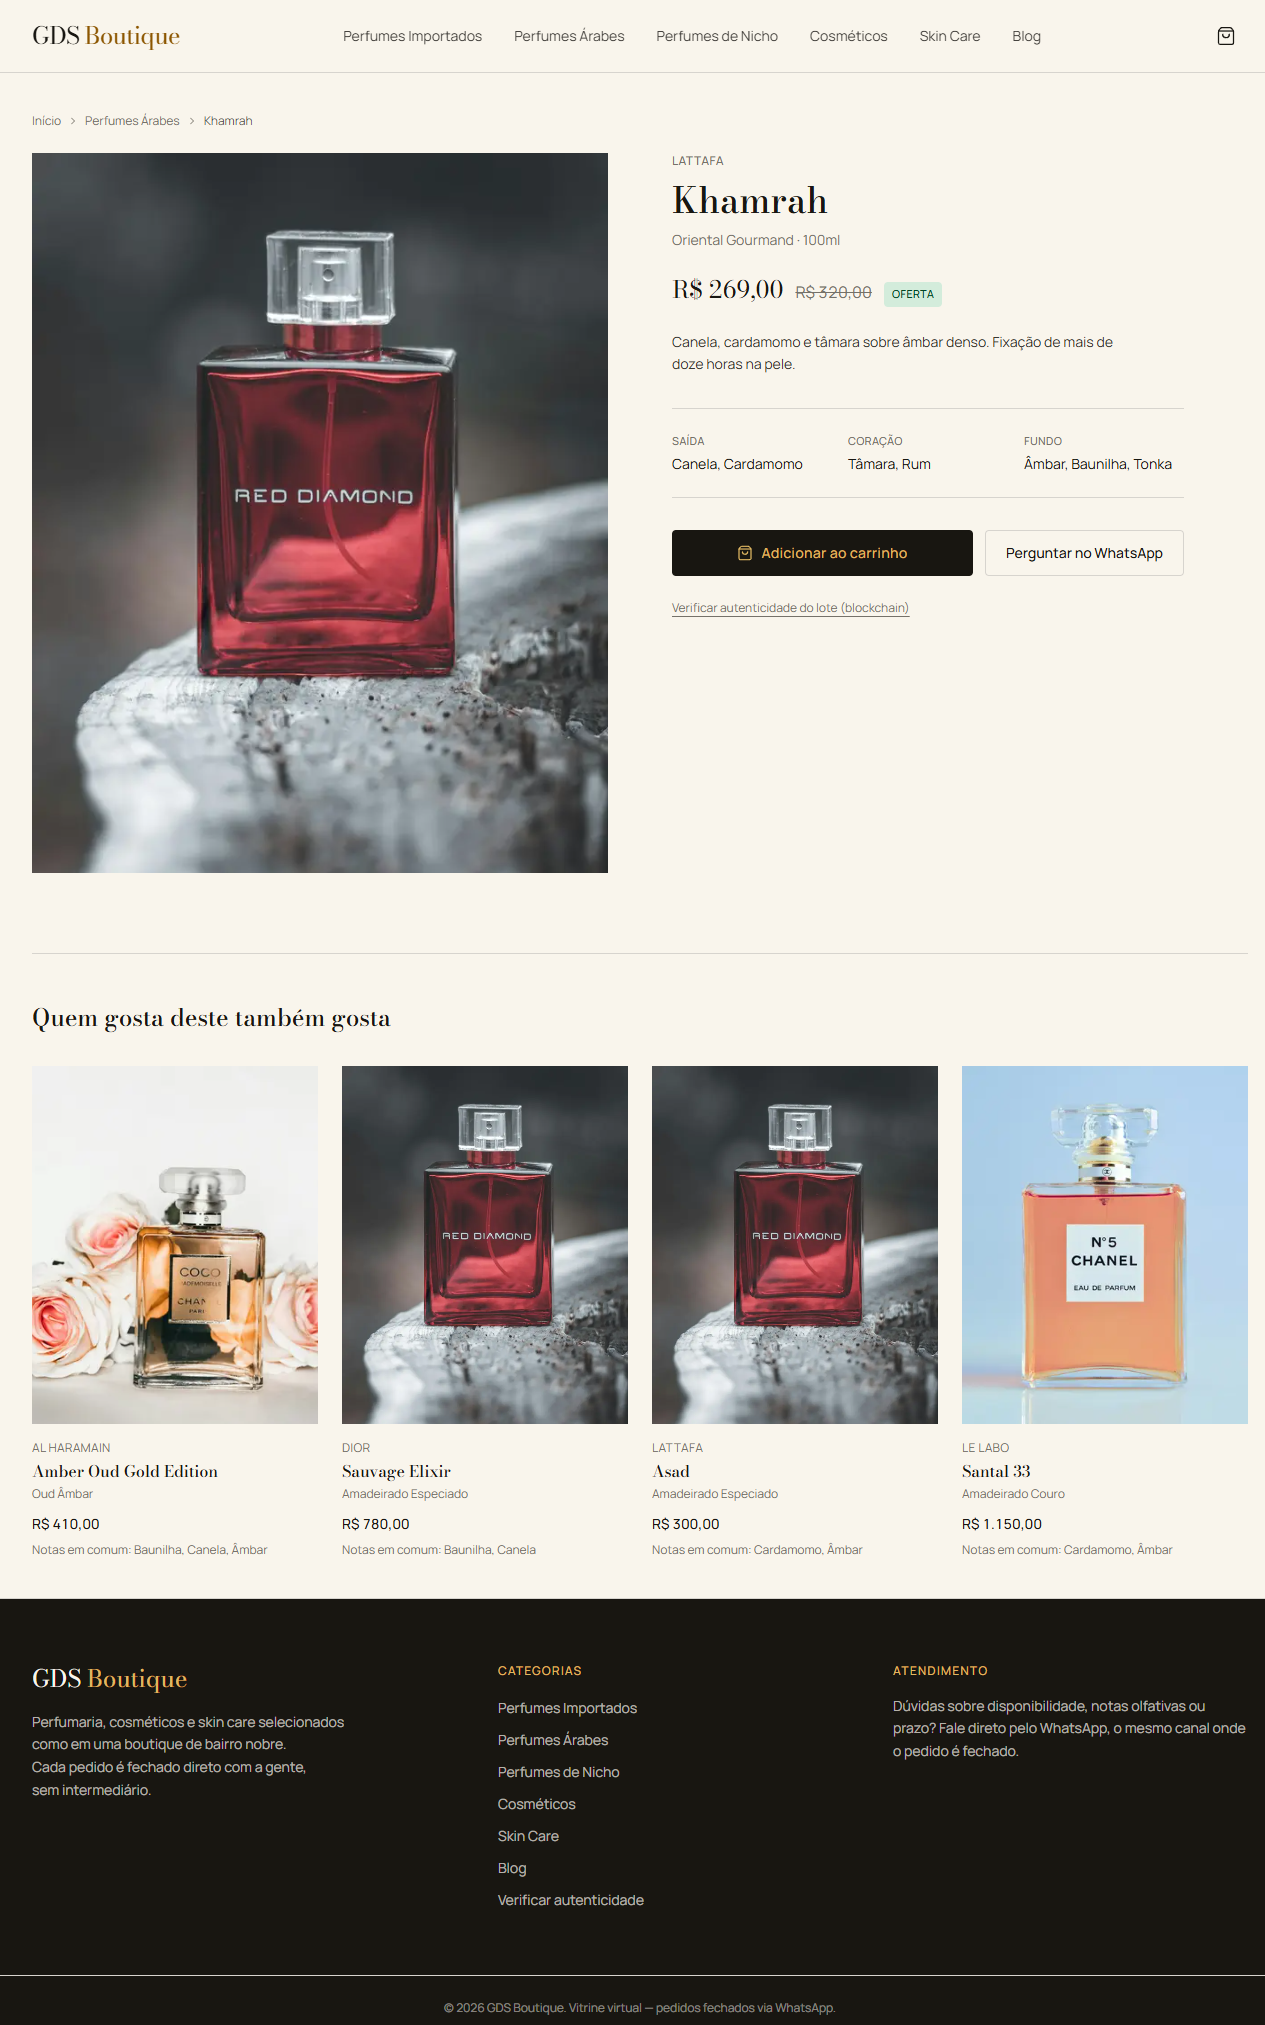 GDS Boutique
Perfumes Importados
Perfumes Árabes
Perfumes de Nicho
Cosméticos
Skin Care
Blog
Início > Perfumes Árabes > Khamrah
RED DIAMOND
LATTAFA
Khamrah
Oriental Gourmand · 100ml
R$ 269,00 R$ 320,00 OFERTA
Canela, cardamomo e tâmara sobre âmbar denso. Fixação de mais de
doze horas na pele.
SAÍDA
Canela, Cardamomo
CORAÇÃO
Tâmara, Rum
FUNDO
Âmbar, Baunilha, Tonka
Adicionar ao carrinho
Perguntar no WhatsApp
Verificar autenticidade do lote (blockchain)
Quem gosta deste também gosta
COCO
CHANEL
PARIS
AL HARAMAIN
Amber Oud Gold Edition
Oud Âmbar
R$ 410,00
Notas em comum: Baunilha, Canela, Âmbar
RED DIAMOND
DIOR
Sauvage Elixir
Amadeirado Especiado
R$ 780,00
Notas em comum: Baunilha, Canela
RED DIAMOND
LATTAFA
Asad
Amadeirado Especiado
R$ 300,00
Notas em comum: Cardamomo, Âmbar
N°5
CHANEL
EAU DE PARFUM
LE LABO
Santal 33
Amadeirado Couro
R$ 1.150,00
Notas em comum: Cardamomo, Âmbar
GDS Boutique
Perfumaria, cosméticos e skin care selecionados
como em uma boutique de bairro nobre.
Cada pedido é fechado direto com a gente,
sem intermediário.
CATEGORIAS
Perfumes Importados
Perfumes Árabes
Perfumes de Nicho
Cosméticos
Skin Care
Blog
Verificar autenticidade
ATENDIMENTO
Dúvidas sobre disponibilidade, notas olfativas ou
prazo? Fale direto pelo WhatsApp, o mesmo canal onde
o pedido é fechado.
© 2026 GDS Boutique. Vitrine virtual — pedidos fechados via WhatsApp.